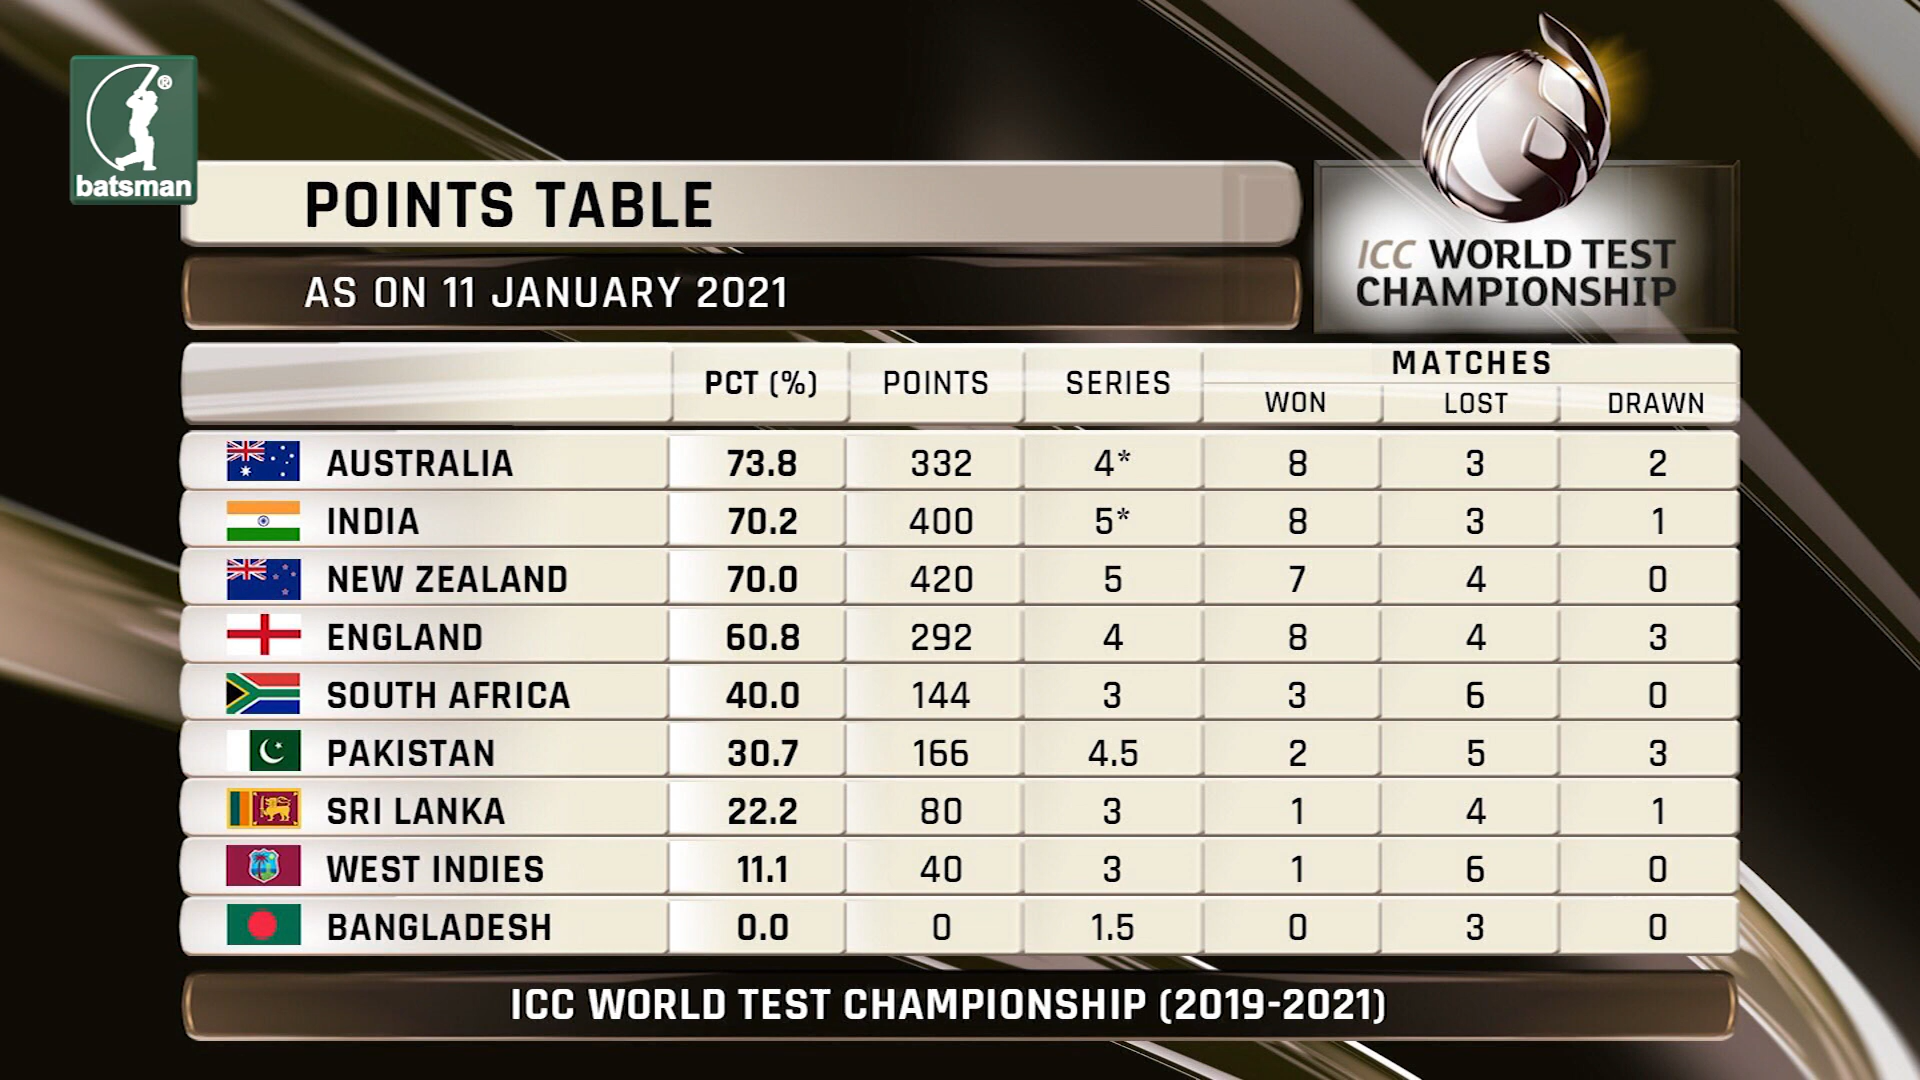 batsman ®
POINTS TABLE
AS ON 11 JANUARY 2021
ICC WORLD TEST
CHAMPIONSHIP
PCT (%) POINTS SERIES MATCHES
WON LOST DRAWN
AUSTRALIA 73.8 332 4* 8 3 2
INDIA 70.2 400 5* 8 3 1
NEW ZEALAND 70.0 420 5 7 4 0
ENGLAND 60.8 292 4 8 4 3
SOUTH AFRICA 40.0 144 3 3 6 0
PAKISTAN 30.7 166 4.5 2 5 3
SRI LANKA 22.2 80 3 1 4 1
WEST INDIES 11.1 40 3 1 6 0
BANGLADESH 0.0 0 1.5 0 3 0
ICC WORLD TEST CHAMPIONSHIP (2019-2021)